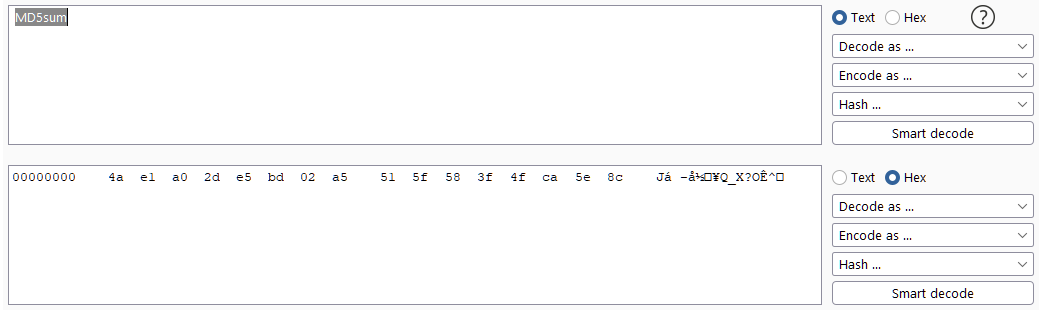 MD5sum
Text Hex ?
Decode as ...
Encode as ...
Hash ...
Smart decode
00000000 4a e1 a0 2d e5 bd 02 a5 51 5f 58 3f 4f ca 5e 8c Já -å½□¥Q_X?OÊ^□
Text Hex
Decode as ...
Encode as ...
Hash ...
Smart decode